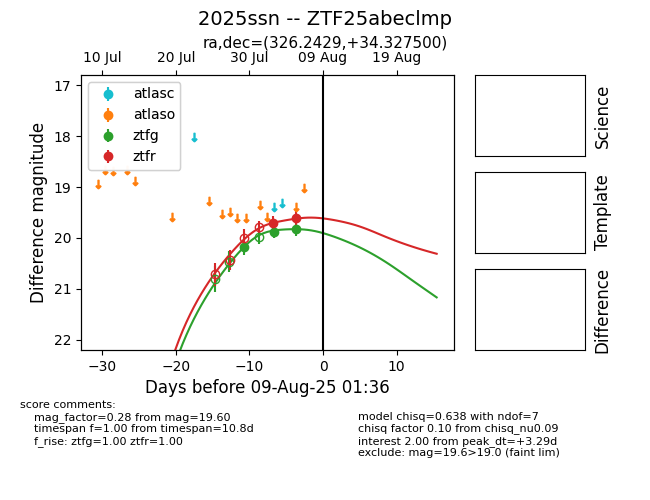 2025ssn -- ZTF25abeclmp
ra,dec=(326.2429,+34.327500)
10 Jul 20 Jul 30 Jul 09 Aug 19 Aug
atlasc
atlaso
ztfg
ztfr
17
18
19
20
21
22
Difference magnitude
−30 −20 −10 0 10
Days before 09-Aug-25 01:36
Science
Template
Difference
score comments:
mag_factor=0.28 from mag=19.60
timespan f=1.00 from timespan=10.8d
f_rise: ztfg=1.00 ztfr=1.00
model chisq=0.638 with ndof=7
chisq factor 0.10 from chisq_nu0.09
interest 2.00 from peak_dt=+3.29d
exclude: mag=19.6>19.0 (faint lim)